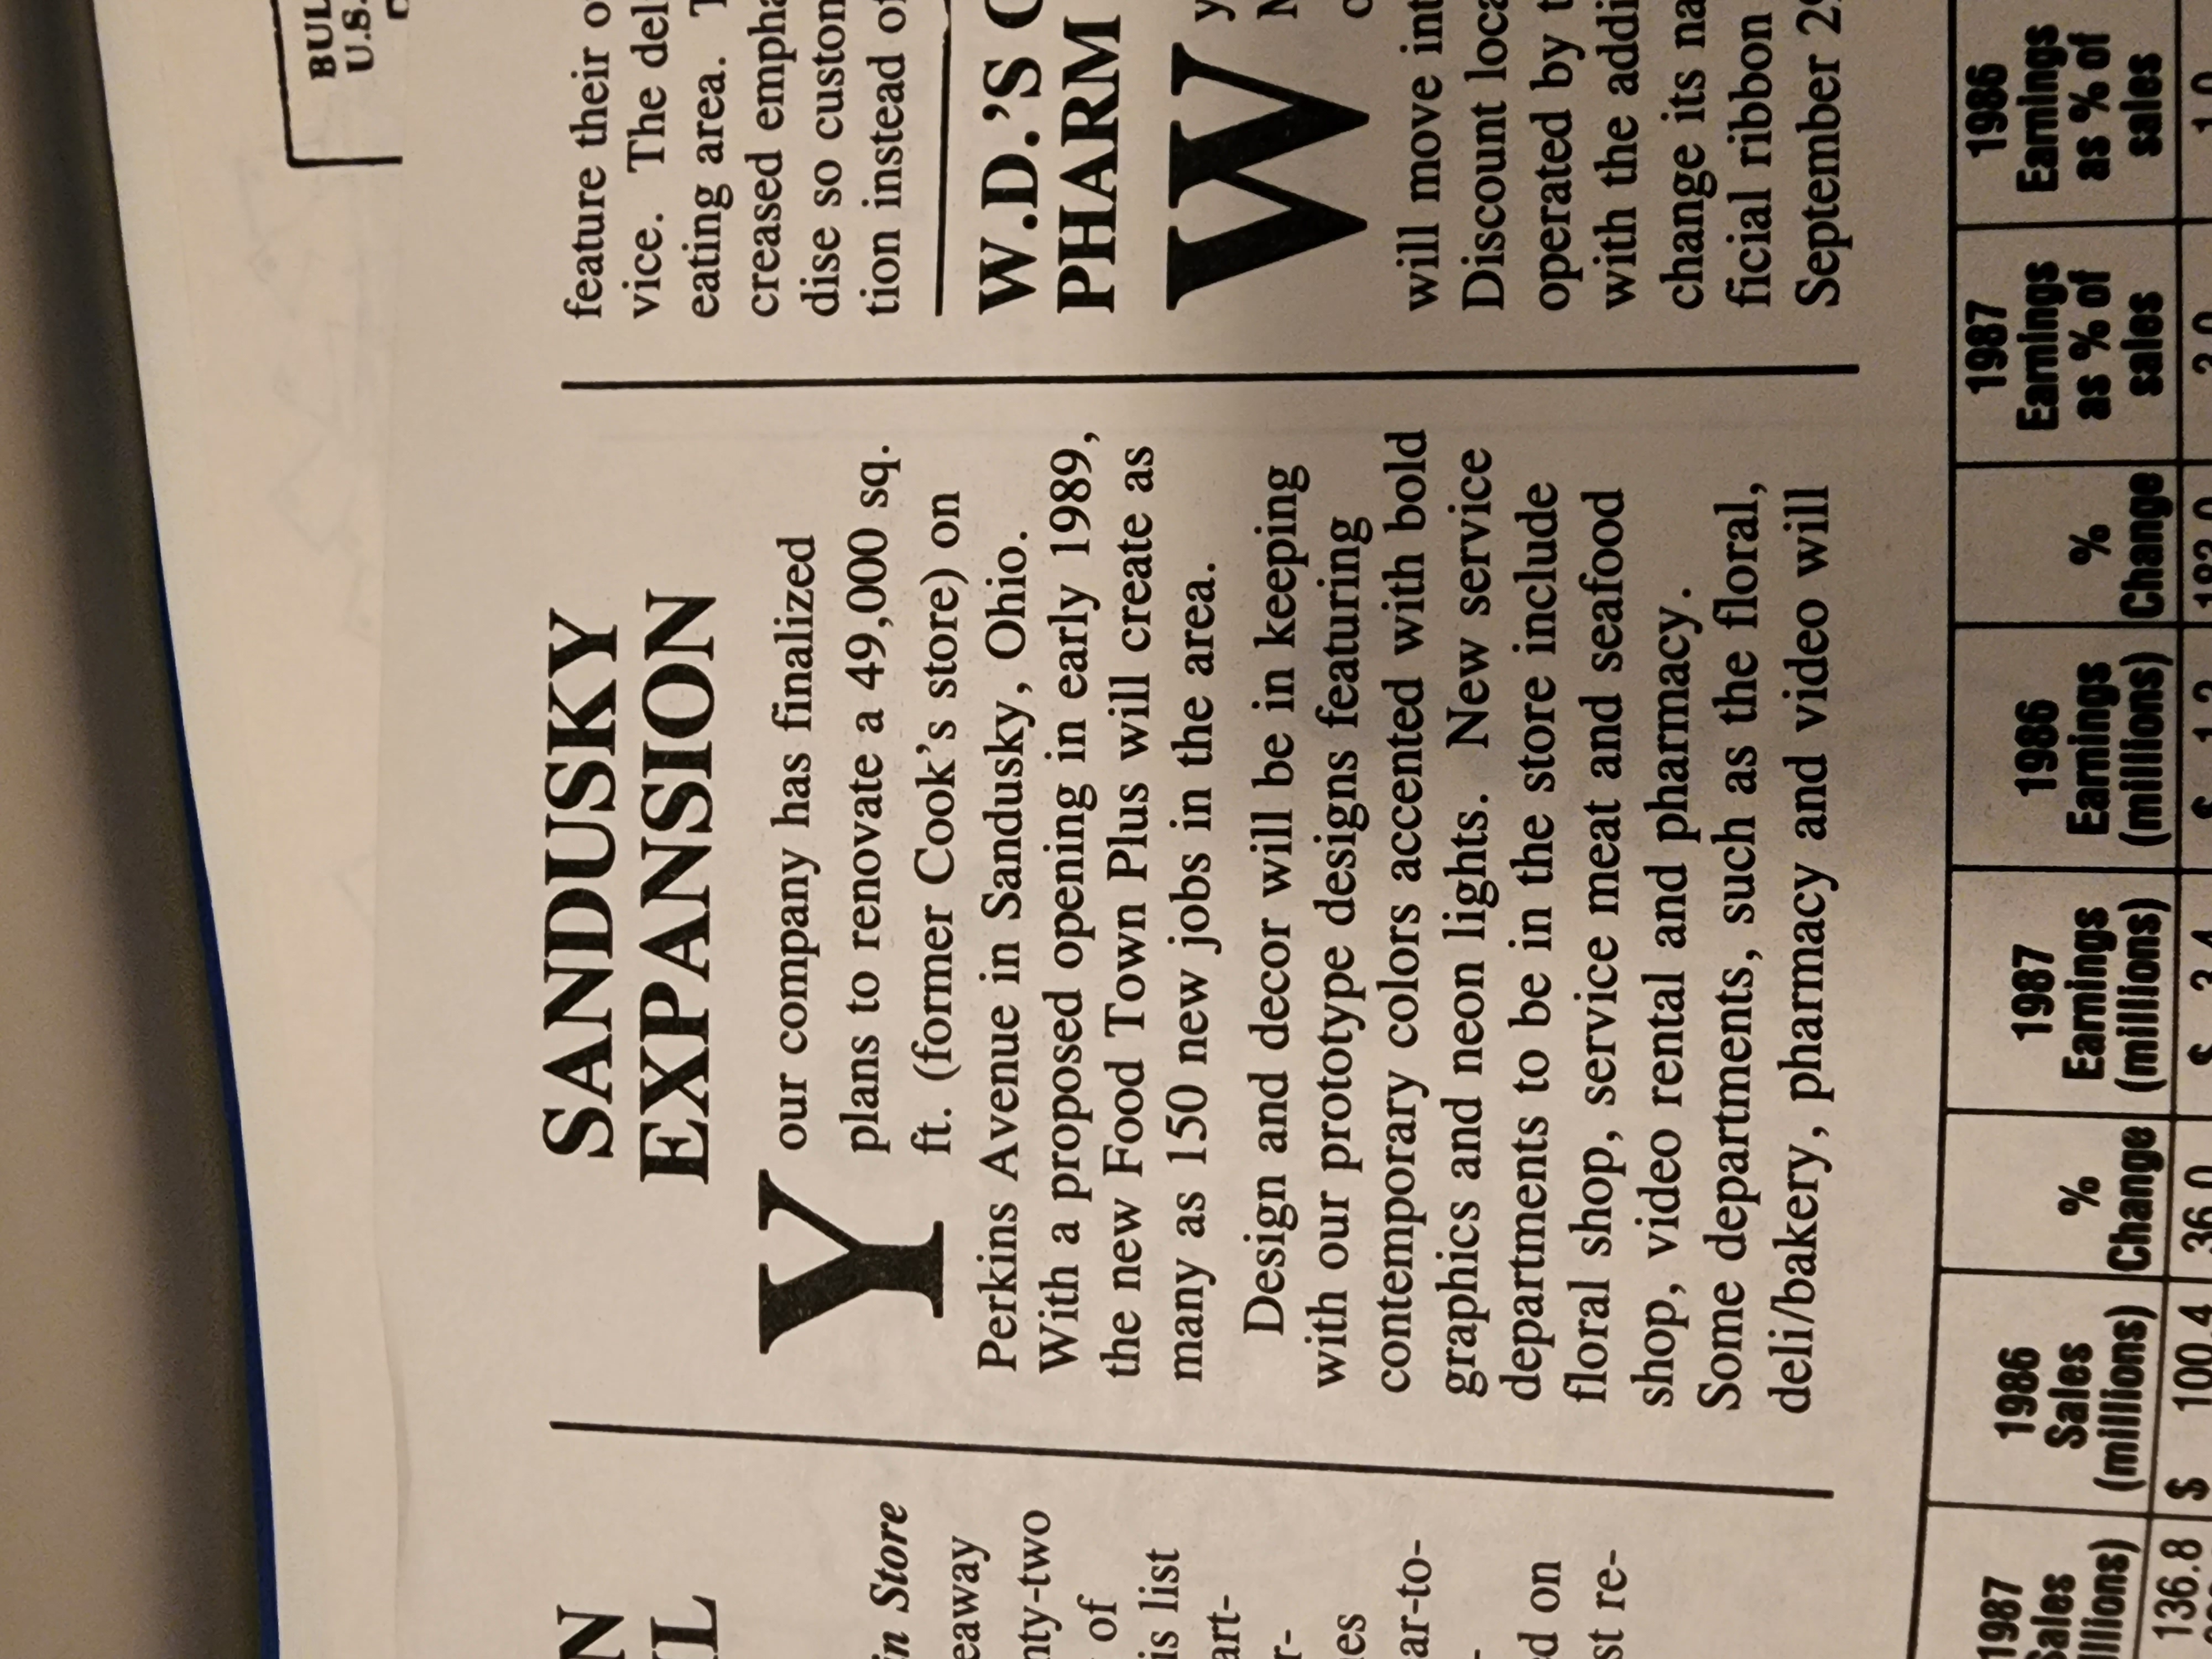 IN
IL
in Store
eaway
nty-two
of
is list
art-
r-
nes
ar-to-
d on
st re-
SANDUSKY
EXPANSION
Your company has finalized
plans to renovate a 49,000 sq.
ft. (former Cook's store) on
Perkins Avenue in Sandusky, Ohio.
With a proposed opening in early 1989,
the new Food Town Plus will create as
many as 150 new jobs in the area.
Design and decor will be in keeping
with our prototype designs featuring
contemporary colors accented with bold
graphics and neon lights. New service
departments to be in the store include
floral shop, service meat and seafood
shop, video rental and pharmacy.
Some departments, such as the floral,
deli/bakery, pharmacy and video will
BUL
U.S.
feature their o
vice. The del
eating area. T
creased empha
dise so custom
tion instead of
W.D.'S
PHARM
W
will move int
Discount loca
operated by t
with the addi
change its na
ficial ribbon
September 2
1987 Sales 1986 Sales (millions) % Change 1987 Earnings (millions) 1986 Earnings (millions) % Change 1987 Earnings as % of sales 1986 Earnings as % of sales
136.8 $ 100.4 36.0